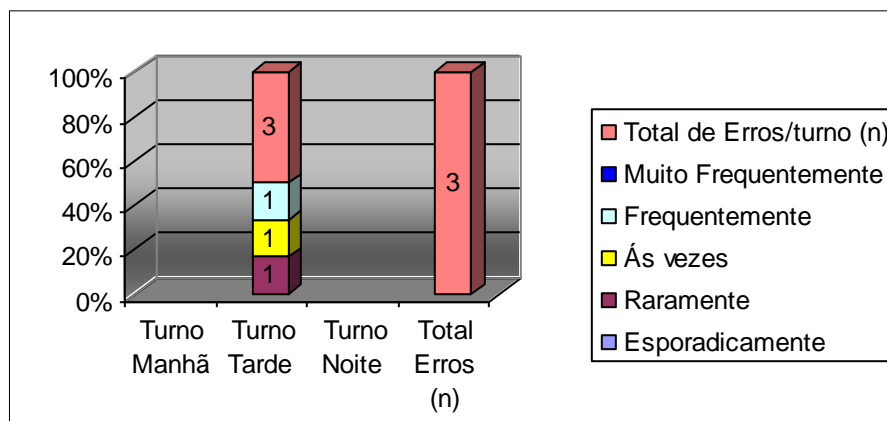 100%
80%
60%
40%
20%
0%
3
1
1
1
3
Turno Manhã
Turno Tarde
Turno Noite
Total Erros (n)
Total de Erros/turno (n)
Muito Frequentemente
Frequentemente
Ás vezes
Raramente
Esporadicamente